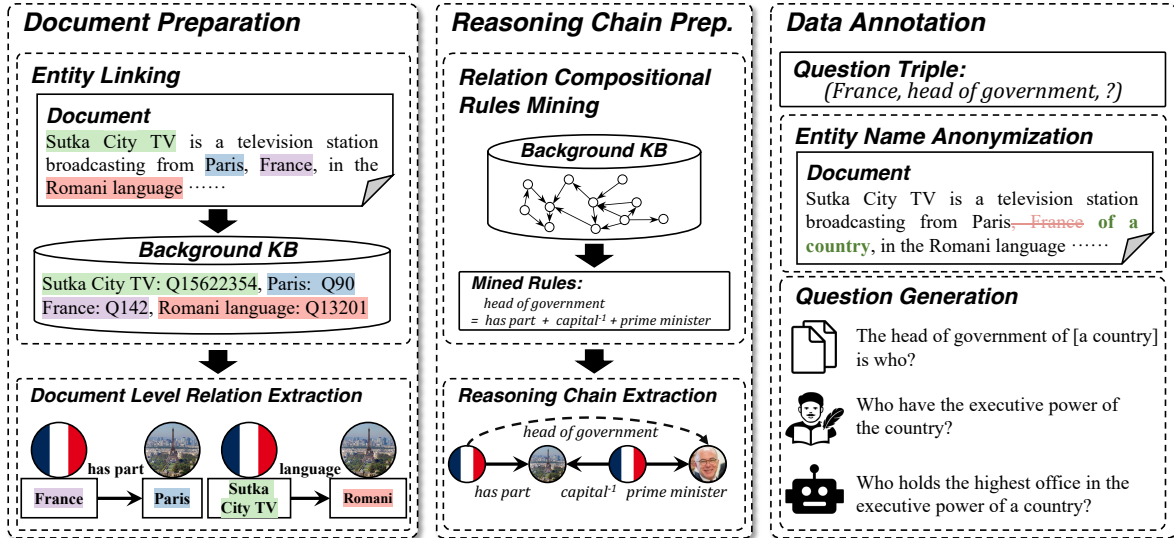 Document Preparation
Entity Linking
Document
Sutka City TV is a television station
broadcasting from Paris, France, in the
Romani language ······
Background KB
Sutka City TV: Q15622354, Paris: Q90
France: Q142, Romani language: Q13201
Document Level Relation Extraction
has part
language
France
Paris
Sutka
City TV
Romani
Reasoning Chain Prep.
Relation Compositional
Rules Mining
Background KB
Mined Rules:
head of government
= has part + capital⁻¹ + prime minister
Reasoning Chain Extraction
head of government
has part
capital⁻¹
prime minister
Data Annotation
Question Triple:
(France, head of government, ?)
Entity Name Anonymization
Document
Sutka City TV is a television station
broadcasting from Paris, France of a
country, in the Romani language ······
Question Generation
The head of government of [a country]
is who?
Who have the executive power of
the country?
Who holds the highest office in the
executive power of a country?